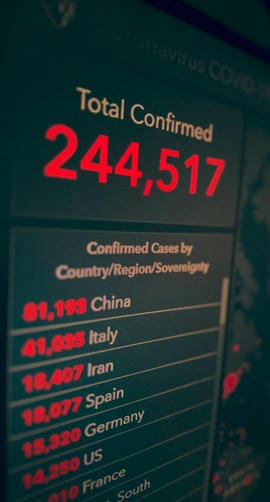 Coronavirus COVID-
Total Confirmed
244,517
Confirmed Cases by
Country/Region/Sovereignty
81,193 China
41,035 Italy
18,407 Iran
18,077 Spain
15,320 Germany
14,250 US
France
South